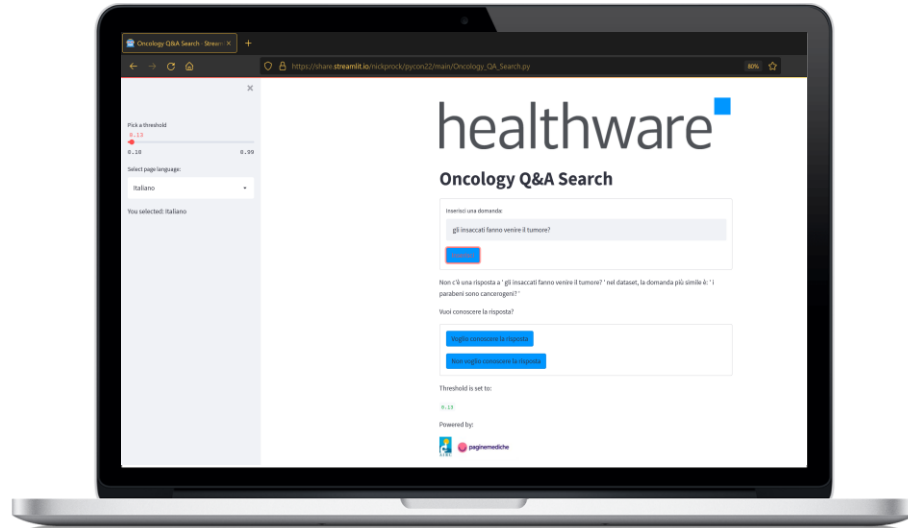 Oncology Q&A Search · Stream
https://share.streamlit.io/nickprock/pycon22/main/Oncology_QA_Search.py
80%
Pick a threshold
0.13
0.10 0.99
Select page language:
Italiano
You selected: Italiano
healthware
Oncology Q&A Search
Inserisci una domanda:
gli insaccati fanno venire il tumore?
Non c'è una risposta a ' gli insaccati fanno venire il tumore? ' nel dataset, la domanda più simile è: ' i
parabeni sono cancerogeni? '
Vuoi conoscere la risposta?
Voglio conoscere la risposta
Non voglio conoscere la risposta
Threshold is set to:
0.13
Powered by:
paginemediche